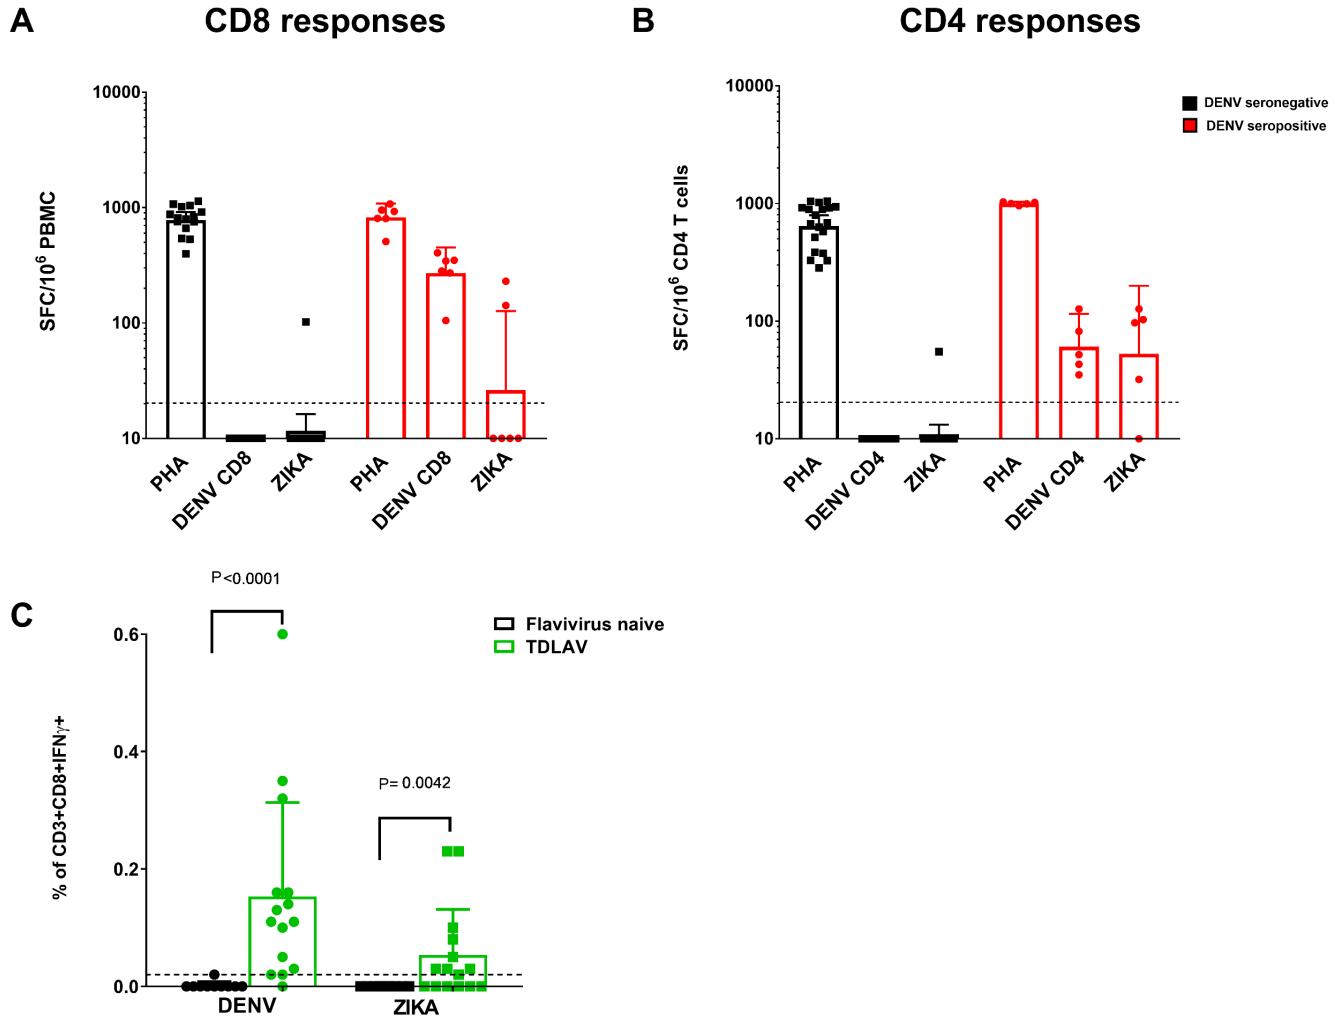 A
CD8 responses
SFC/10⁶ PBMC
10000
1000
100
10
PHA
DENV CD8
ZIKA
PHA
DENV CD8
ZIKA
B
CD4 responses
SFC/10⁶ CD4 T cells
10000
1000
100
10
PHA
DENV CD4
ZIKA
PHA
DENV CD4
ZIKA
DENV seronegative
DENV seropositive
C
% of CD3+CD8+IFNγ+
0.6
0.4
0.2
0.0
P<0.0001
P= 0.0042
DENV
ZIKA
Flavivirus naive
TDLAV